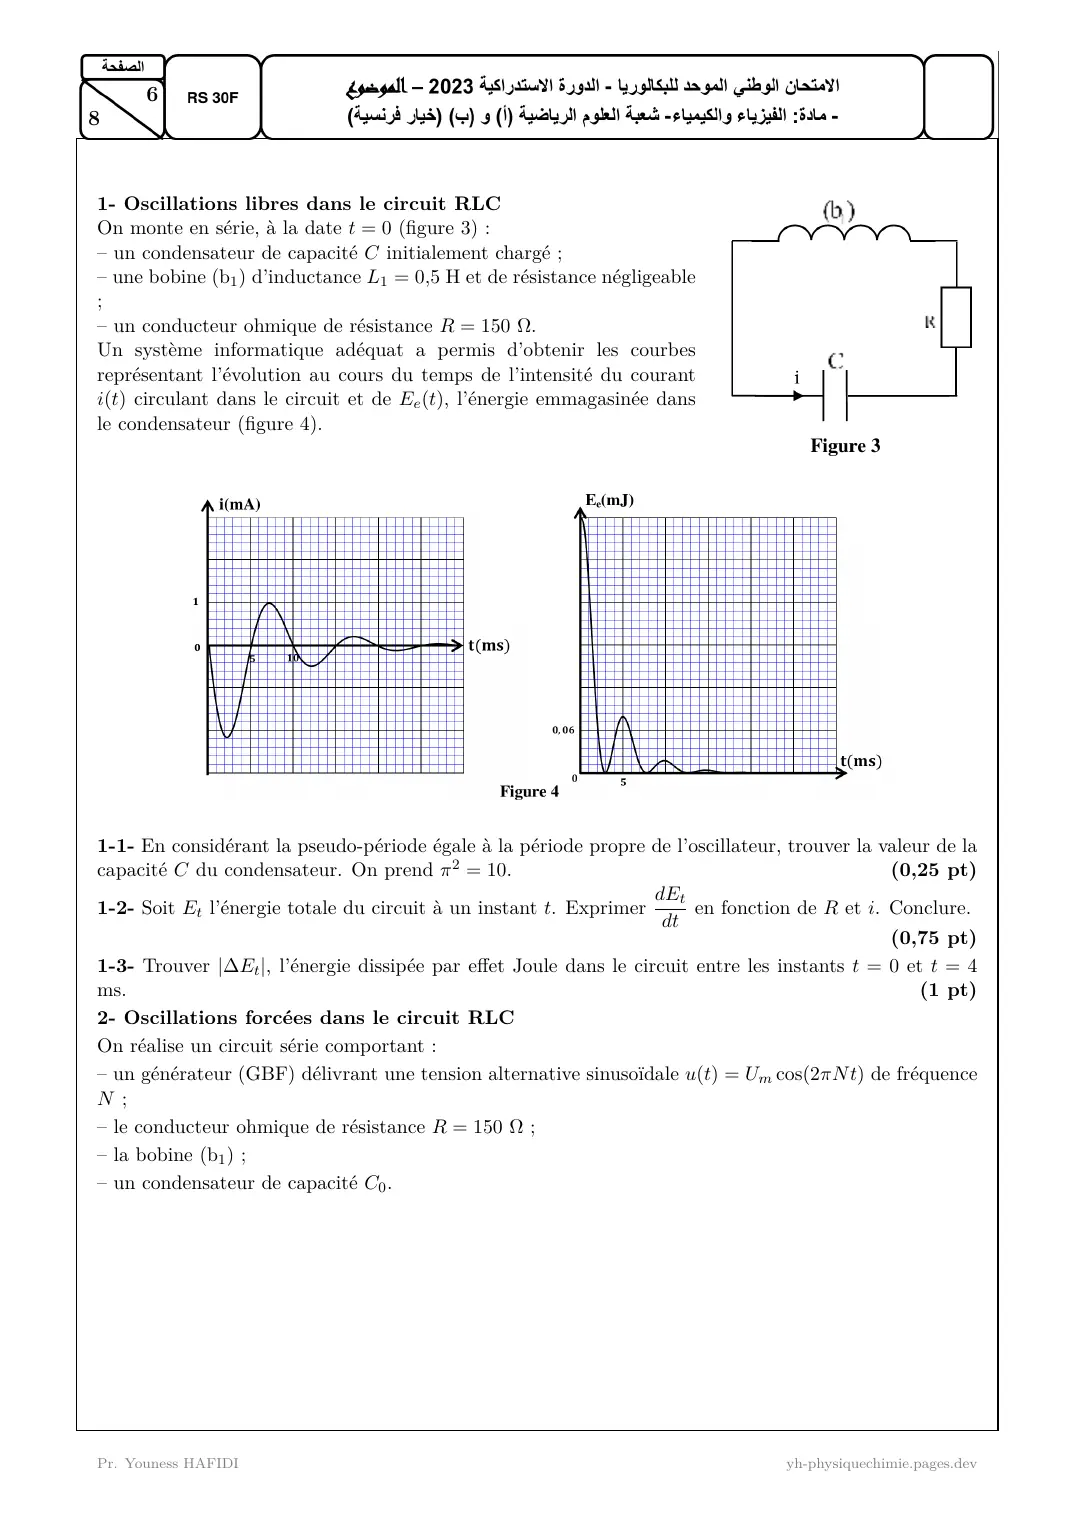 الصفحة
6
8
RS 30F
الامتحان الوطني الموحد للبكالوريا - الدورة الاستدراكية 2023 – الموضوع
- مادة: الفيزياء والكيمياء- شعبة العلوم الرياضية (أ) و (ب) (خيار فرنسية)
1- Oscillations libres dans le circuit RLC
On monte en série, à la date t = 0 (figure 3) :
– un condensateur de capacité C initialement chargé ;
– une bobine (b₁) d'inductance L₁ = 0,5 H et de résistance négligeable
;
– un conducteur ohmique de résistance R = 150 Ω.
Un système informatique adéquat a permis d'obtenir les courbes
représentant l'évolution au cours du temps de l'intensité du courant
i(t) circulant dans le circuit et de Eₑ(t), l'énergie emmagasinée dans
le condensateur (figure 4).
(b₁)
R
C
i
Figure 3
i(mA)
1
0
5
10
t(ms)
Eₑ(mJ)
0,06
0
5
t(ms)
Figure 4
1-1- En considérant la pseudo-période égale à la période propre de l'oscillateur, trouver la valeur de la
capacité C du condensateur. On prend π² = 10. (0,25 pt)
1-2- Soit Eₜ l'énergie totale du circuit à un instant t. Exprimer dEₜ/dt en fonction de R et i. Conclure.
(0,75 pt)
1-3- Trouver |ΔEₜ|, l'énergie dissipée par effet Joule dans le circuit entre les instants t = 0 et t = 4
ms. (1 pt)
2- Oscillations forcées dans le circuit RLC
On réalise un circuit série comportant :
– un générateur (GBF) délivrant une tension alternative sinusoïdale u(t) = Uₘ cos(2πNt) de fréquence
N ;
– le conducteur ohmique de résistance R = 150 Ω ;
– la bobine (b₁) ;
– un condensateur de capacité C₀.
Pr. Youness HAFIDI
yh-physiquechimie.pages.dev